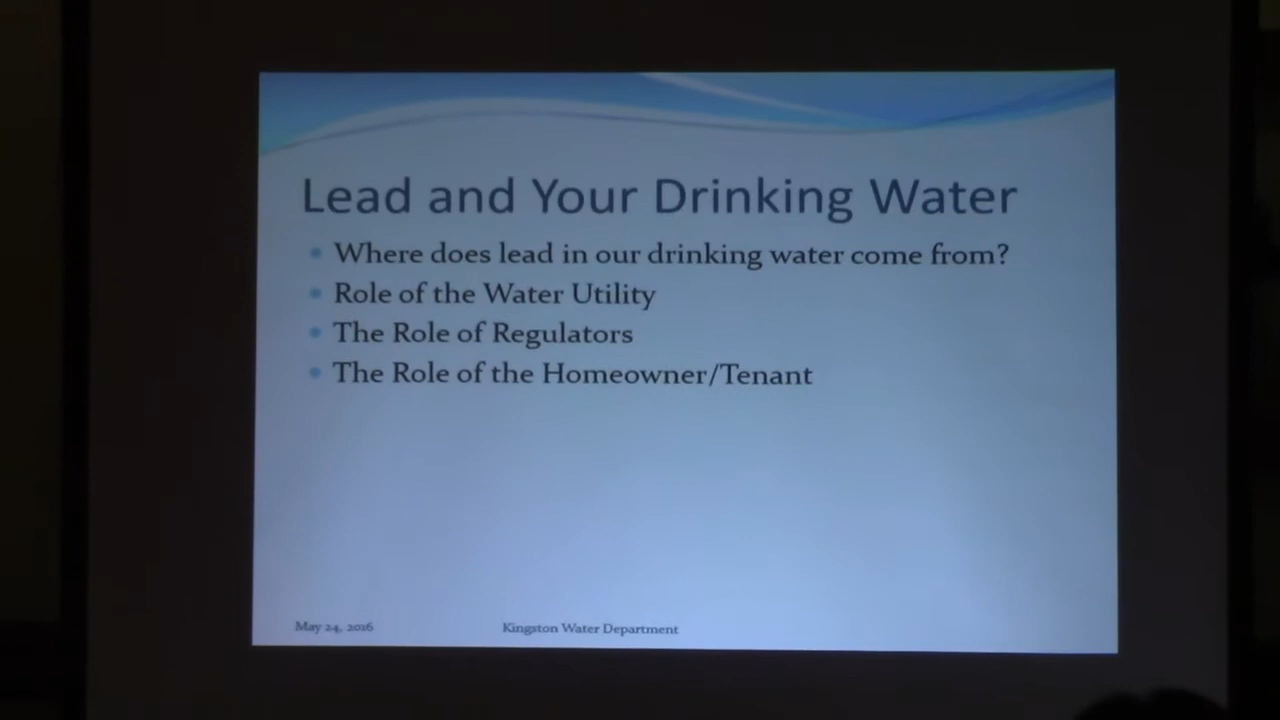 Lead and Your Drinking Water
Where does lead in our drinking water come from?
Role of the Water Utility
The Role of Regulators
The Role of the Homeowner/Tenant
May 24, 2016
Kingston Water Department